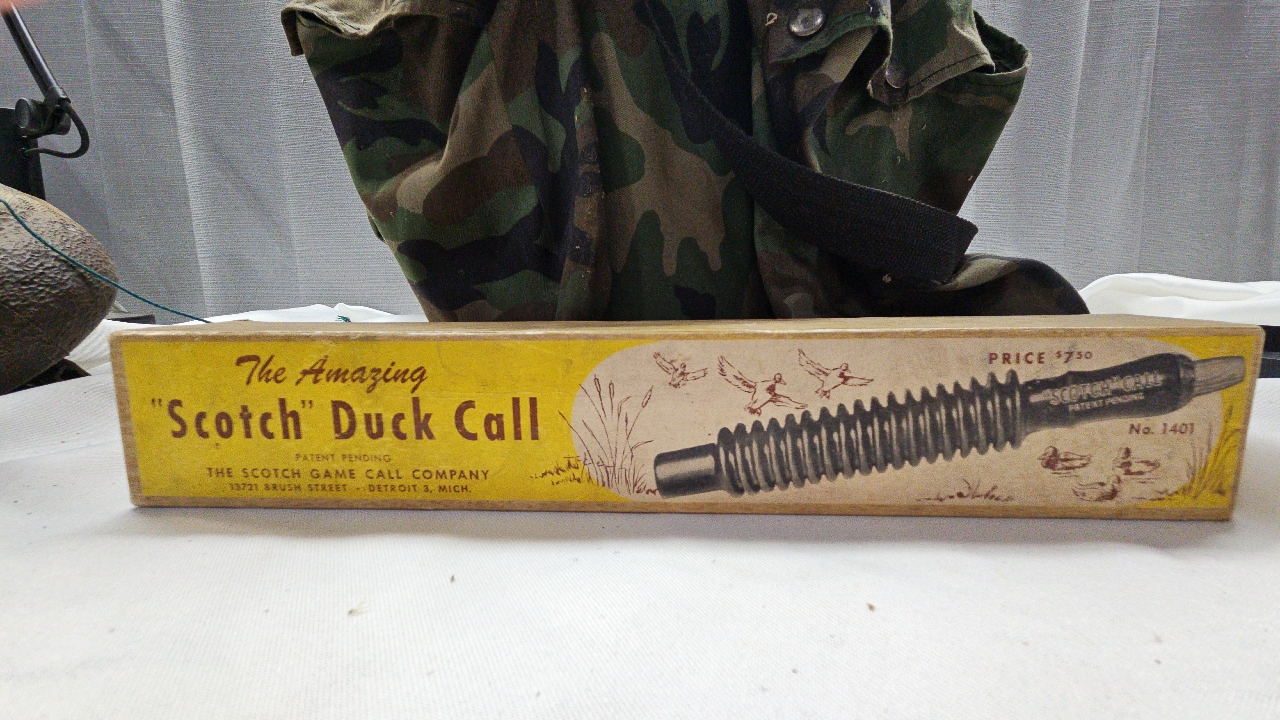 The Amazing
"Scotch" Duck Call
PATENT PENDING
THE SCOTCH GAME CALL COMPANY
13721 BRUSH STREET - DETROIT 3, MICH.
PRICE $7.50
"SCOTCH" CALL
PATENT PENDING
No. 1401